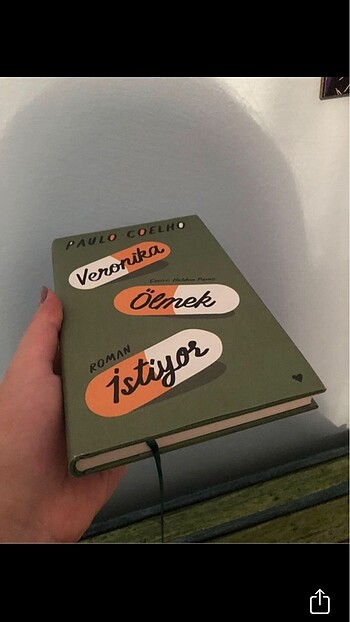 PAULO COELHO
Veronika
Ölmek
ROMAN
İstiyor